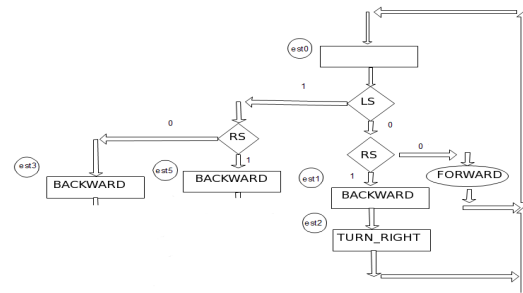 est0
LS
1
0
RS
0
1
RS
0
1
est3
BACKWARD
est5
BACKWARD
est1
BACKWARD
FORWARD
est2
TURN_RIGHT